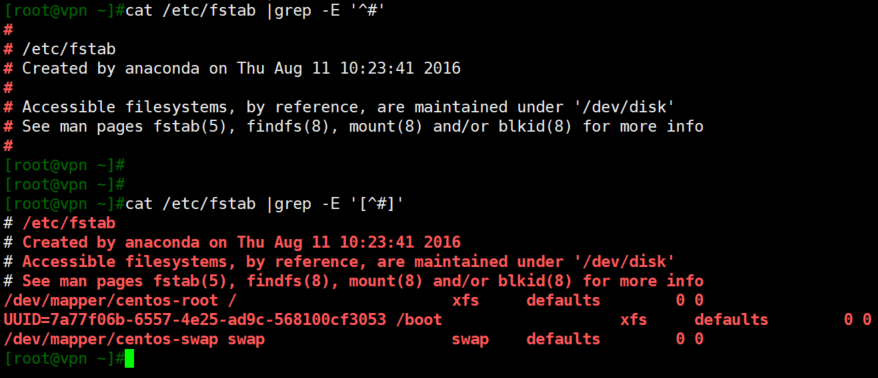 [root@vpn ~]#cat /etc/fstab |grep -E '^#'
#
# /etc/fstab
# Created by anaconda on Thu Aug 11 10:23:41 2016
#
# Accessible filesystems, by reference, are maintained under '/dev/disk'
# See man pages fstab(5), findfs(8), mount(8) and/or blkid(8) for more info
#
[root@vpn ~]#
[root@vpn ~]#
[root@vpn ~]#cat /etc/fstab |grep -E '[^#]'
# /etc/fstab
# Created by anaconda on Thu Aug 11 10:23:41 2016
# Accessible filesystems, by reference, are maintained under '/dev/disk'
# See man pages fstab(5), findfs(8), mount(8) and/or blkid(8) for more info
/dev/mapper/centos-root /                       xfs     defaults        0 0
UUID=7a77f06b-6557-4e25-ad9c-568100cf3053 /boot                   xfs     defaults        0 0
/dev/mapper/centos-swap swap                    swap    defaults        0 0
[root@vpn ~]#